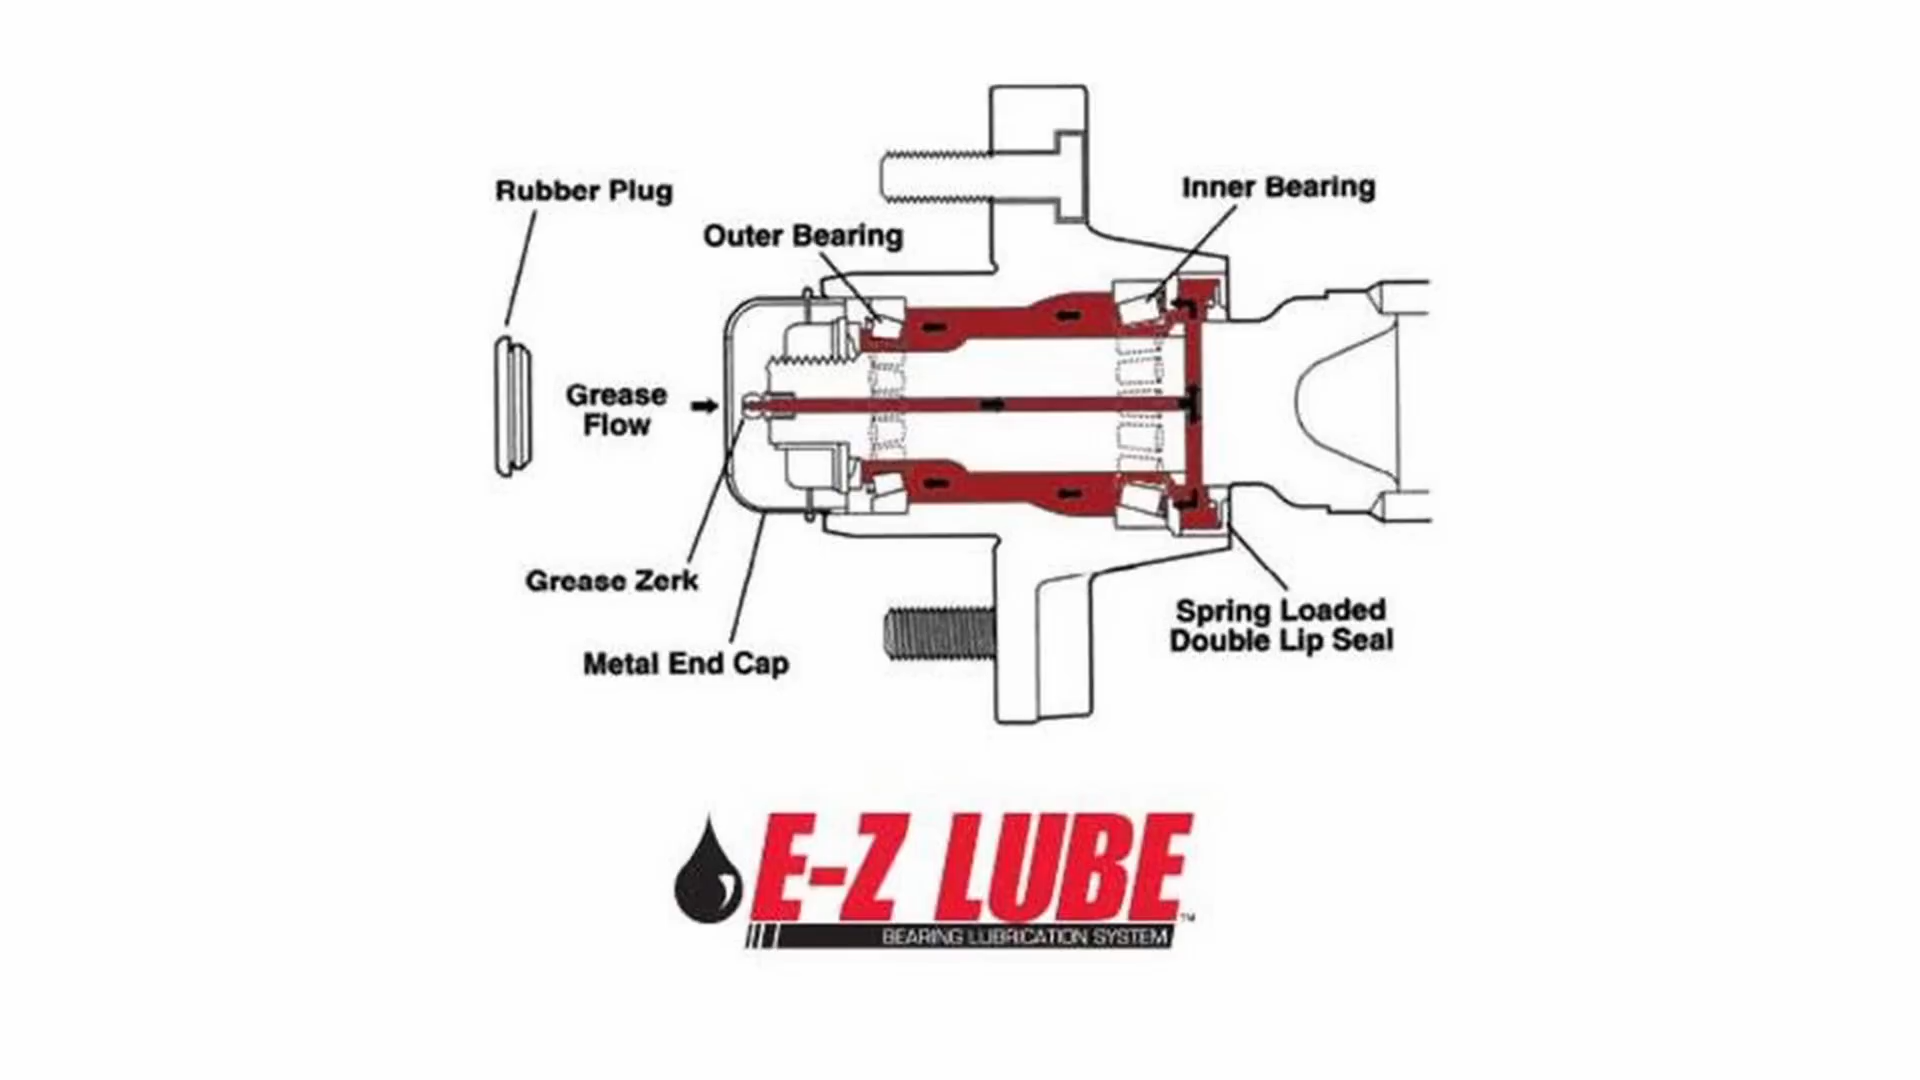 Rubber Plug
Inner Bearing
Outer Bearing
Grease
Flow
Grease Zerk
Spring Loaded
Double Lip Seal
Metal End Cap
E-Z LUBE
TM
BEARING LUBRICATION SYSTEM